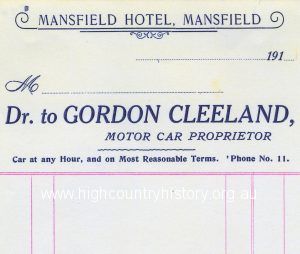 MANSFIELD HOTEL, MANSFIELD
191
M
Dr. to GORDON CLEELAND,
MOTOR CAR PROPRIETOR
Car at any Hour, and on Most Reasonable Terms. 'Phone No. 11.
www.highcountryhistory.org.au